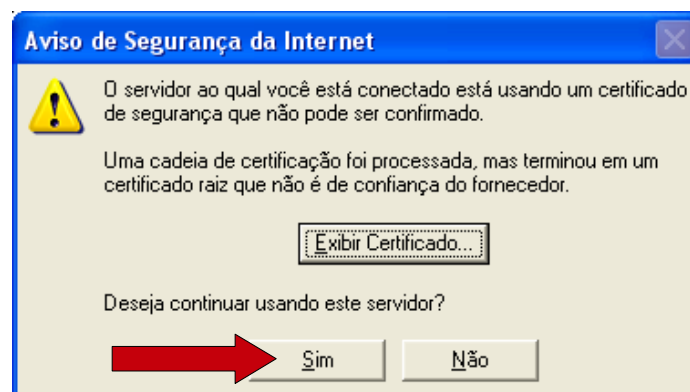 Aviso de Segurança da Internet
O servidor ao qual você está conectado está usando um certificado
de segurança que não pode ser confirmado.
Uma cadeia de certificação foi processada, mas terminou em um
certificado raiz que não é de confiança do fornecedor.
Exibir Certificado...
Deseja continuar usando este servidor?
Sim Não